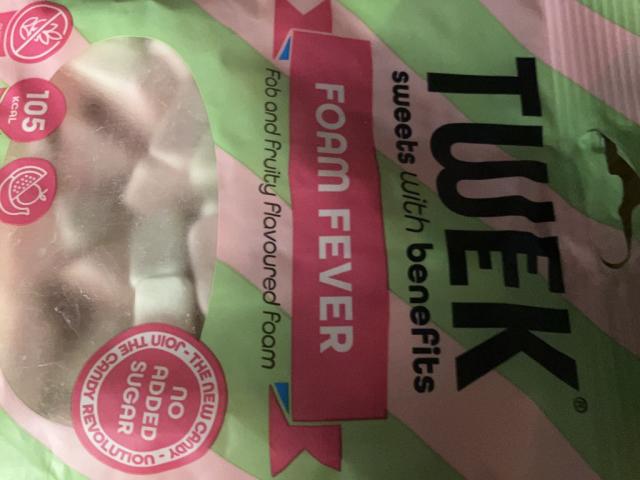 TWEEK®
sweets with benefits
FOAM FEVER
Fab and fruity flavoured foam
105
KCAL
NO
ADDED
SUGAR
JOIN THE CANDY REVOLUTION - THE NEW CANDY -